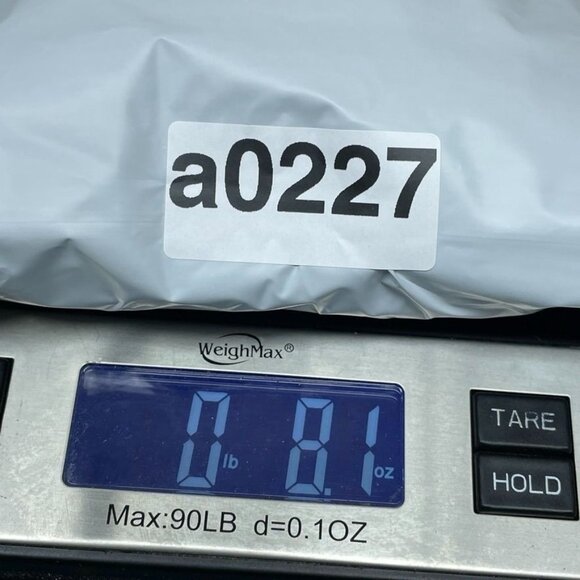 a0227
WeighMax®
0 lb 8.1 oz
TARE
HOLD
Max:90LB d=0.1OZ